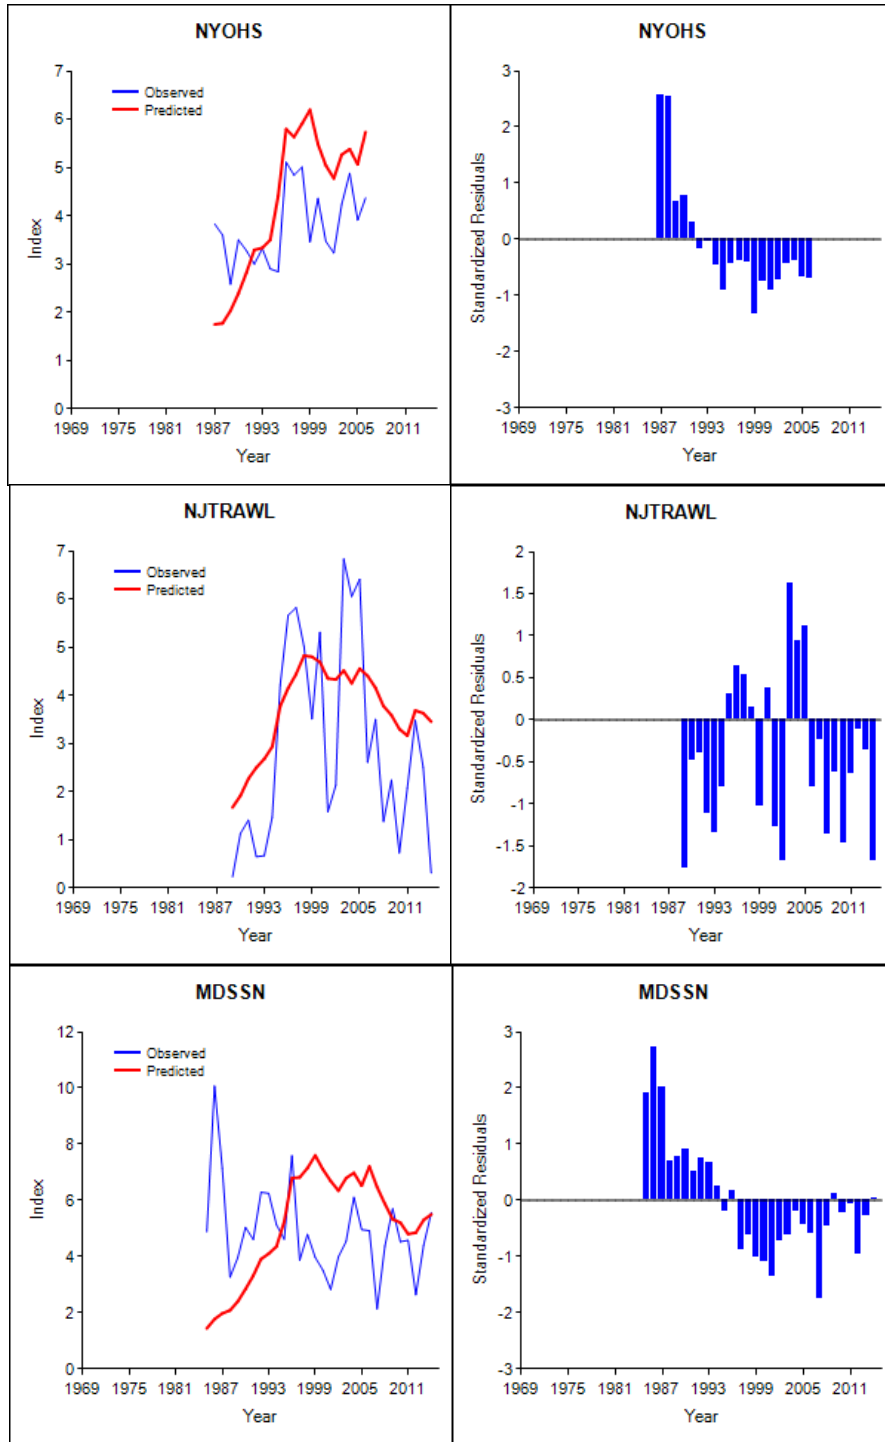 NYOHS
7
6
5
4
3
2
1
0
Index
Observed
Predicted
1969 1975 1981 1987 1993 1999 2005 2011
Year
NYOHS
3
2
1
0
-1
-2
-3
Standardized Residuals
1969 1975 1981 1987 1993 1999 2005 2011
Year
NJTRAWL
7
6
5
4
3
2
1
0
Index
Observed
Predicted
1969 1975 1981 1987 1993 1999 2005 2011
Year
NJTRAWL
2
1.5
1
0.5
0
-0.5
-1
-1.5
-2
Standardized Residuals
1969 1975 1981 1987 1993 1999 2005 2011
Year
MDSSN
12
10
8
6
4
2
0
Index
Observed
Predicted
1969 1975 1981 1987 1993 1999 2005 2011
Year
MDSSN
3
2
1
0
-1
-2
-3
Standardized Residuals
1969 1975 1981 1987 1993 1999 2005 2011
Year